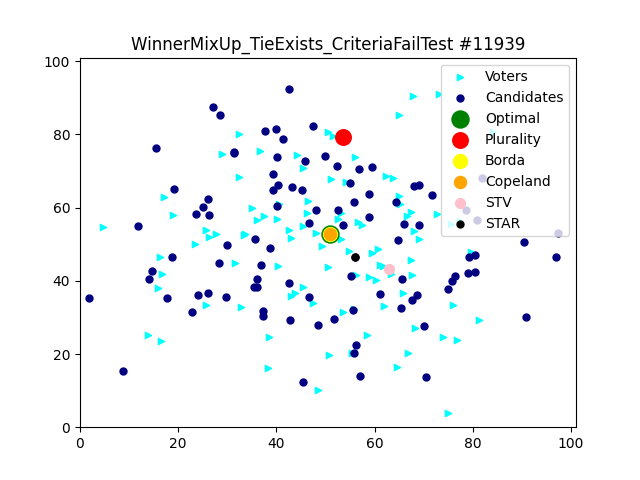 WinnerMixUp_TieExists_CriteriaFailTest #11939
100
80
60
40
20
0
0
20
40
60
80
100
Voters
Candidates
Optimal
Plurality
Borda
Copeland
STV
STAR